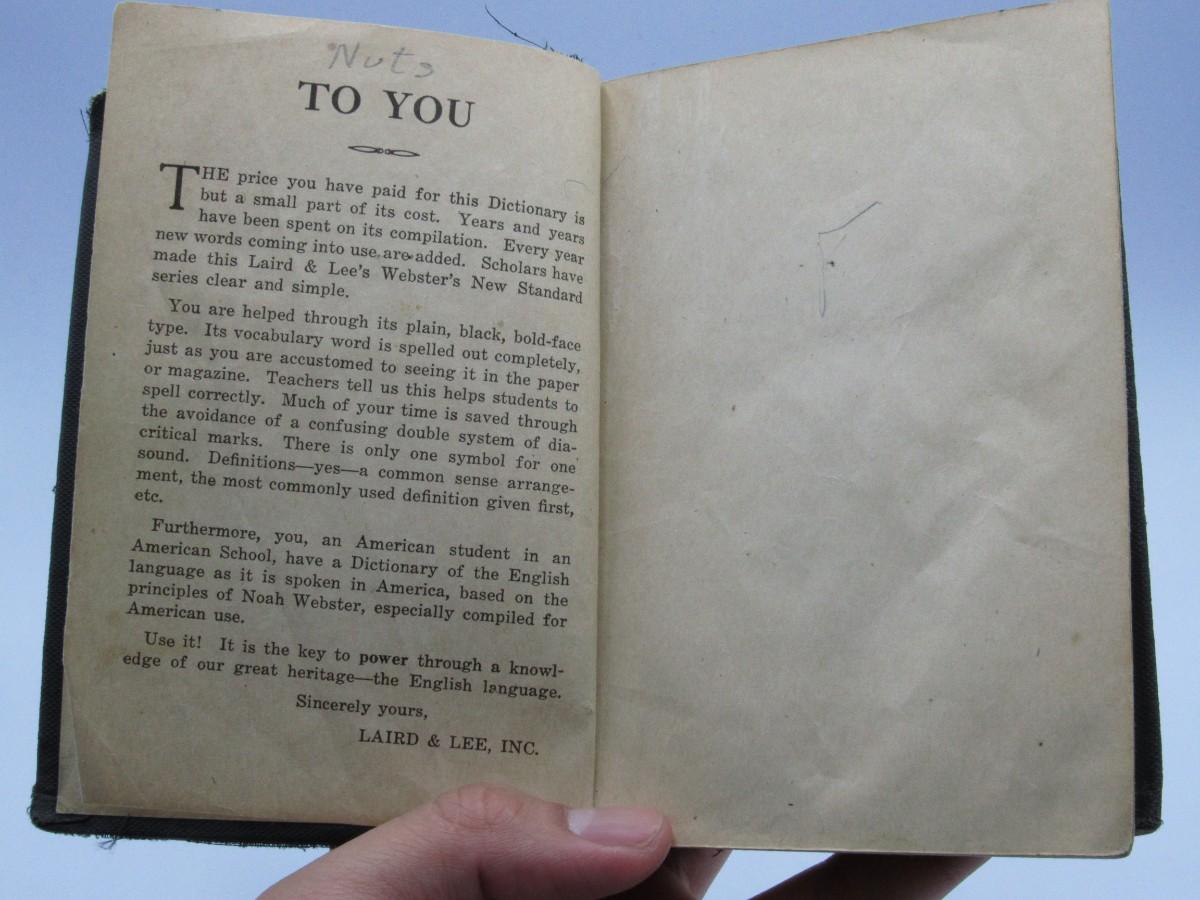 Nuts
TO YOU
THE price you have paid for this Dictionary is
but a small part of its cost. Years and years
have been spent on its compilation. Every year
new words coming into use are added. Scholars have
made this Laird & Lee's Webster's New Standard
series clear and simple.
You are helped through its plain, black, bold-face
type. Its vocabulary word is spelled out completely,
just as you are accustomed to seeing it in the paper
or magazine. Teachers tell us this helps students to
spell correctly. Much of your time is saved through
the avoidance of a confusing double system of dia-
critical marks. There is only one symbol for one
sound. Definitions—yes—a common sense arrange-
ment, the most commonly used definition given first,
etc.
Furthermore, you, an American student in an
American School, have a Dictionary of the English
language as it is spoken in America, based on the
principles of Noah Webster, especially compiled for
American use.
Use it! It is the key to power through a knowl-
edge of our great heritage—the English language.
Sincerely yours,
LAIRD & LEE, INC.
F